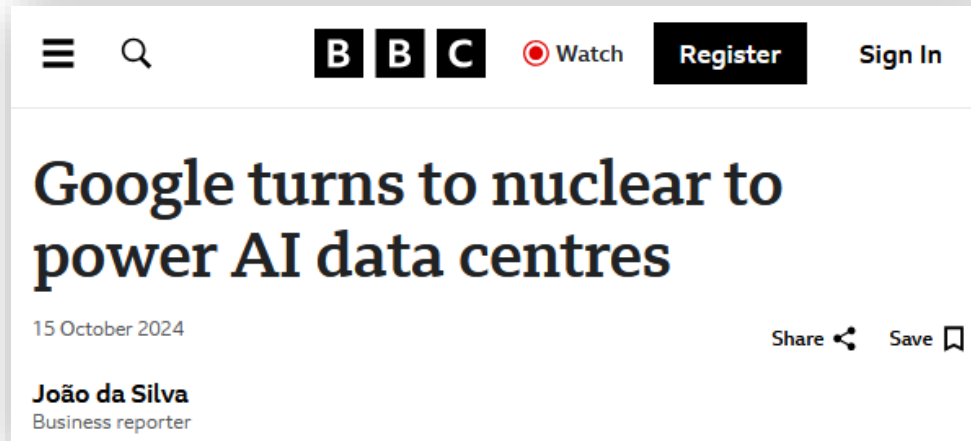 BBC Watch Register Sign In
Google turns to nuclear to
power AI data centres
15 October 2024
Share Save
João da Silva
Business reporter